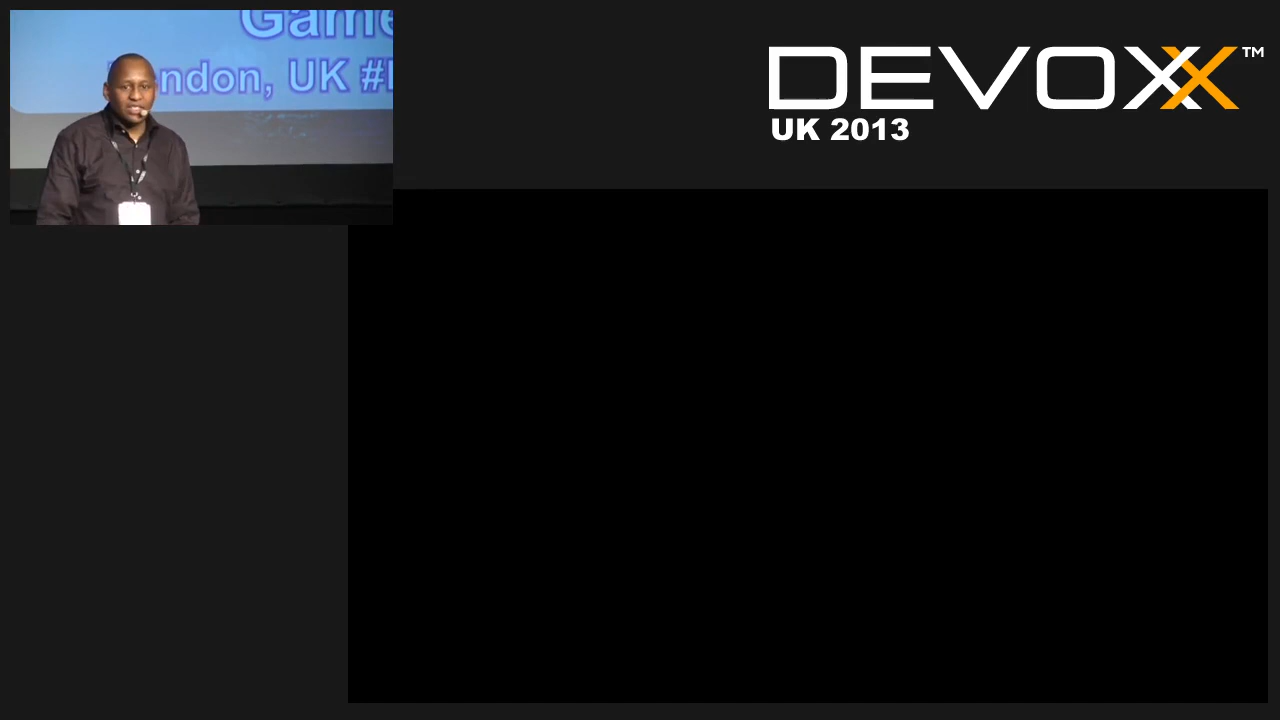 Game
ndon, UK #
DEVOXX™
UK 2013